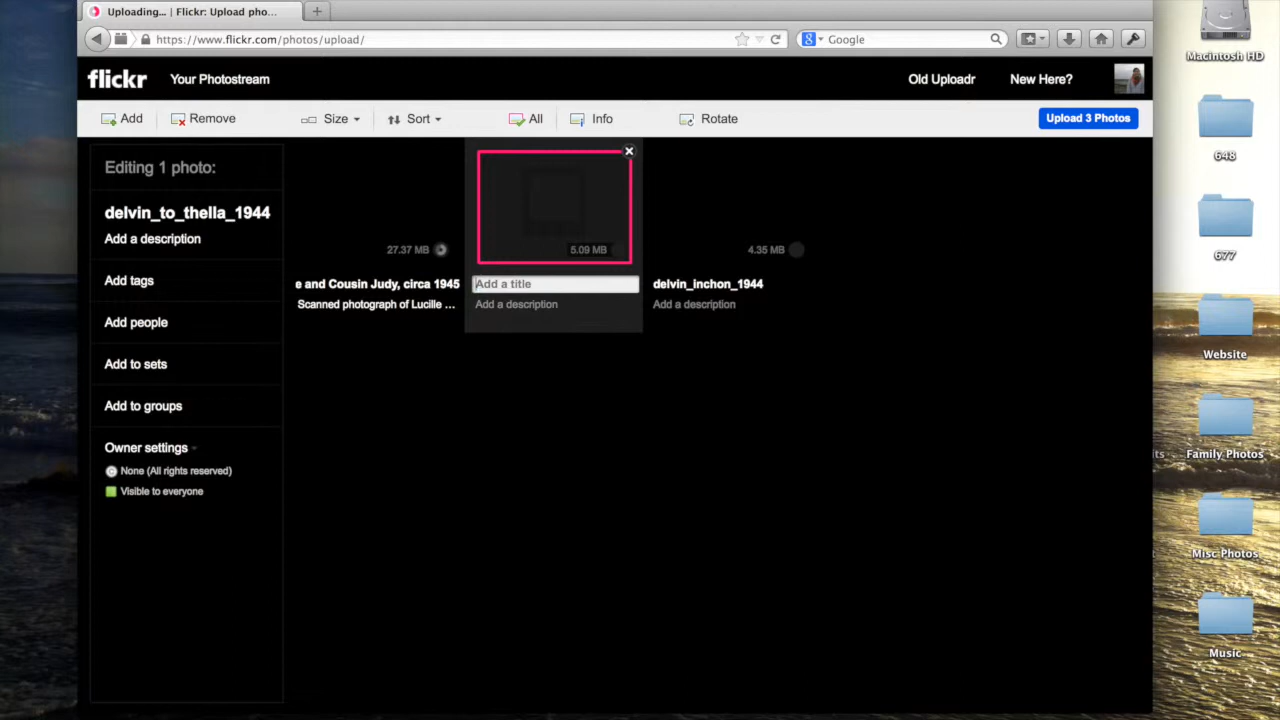 Uploading... | Flickr: Upload pho...
https://www.flickr.com/photos/upload/
Google
flickr
Your Photostream
Old Uploadr
New Here?
Add
Remove
Size
Sort
All
Info
Rotate
Upload 3 Photos
Editing 1 photo:
delvin_to_thella_1944
Add a description
Add tags
Add people
Add to sets
Add to groups
Owner settings
None (All rights reserved)
Visible to everyone
27.37 MB
e and Cousin Judy, circa 1945
Scanned photograph of Lucille ...
5.09 MB
Add a title
Add a description
4.35 MB
delvin_inchon_1944
Add a description
Macintosh HD
648
677
Website
Family Photos
Misc Photos
Music